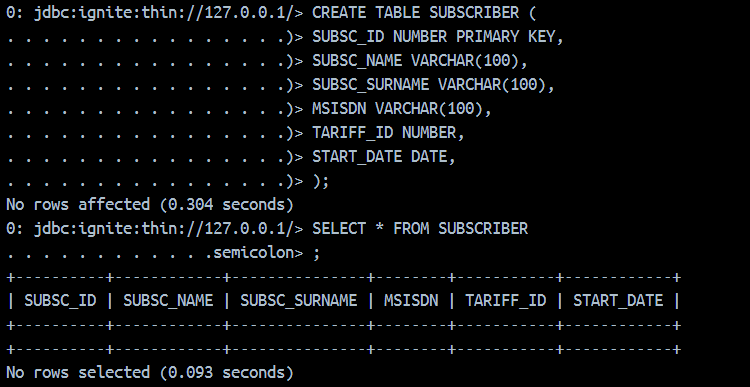 0: jdbc:ignite:thin://127.0.0.1/> CREATE TABLE SUBSCRIBER (
. . . . . . . . . . . . . . . .)> SUBSC_ID NUMBER PRIMARY KEY,
. . . . . . . . . . . . . . . .)> SUBSC_NAME VARCHAR(100),
. . . . . . . . . . . . . . . .)> SUBSC_SURNAME VARCHAR(100),
. . . . . . . . . . . . . . . .)> MSISDN VARCHAR(100),
. . . . . . . . . . . . . . . .)> TARIFF_ID NUMBER,
. . . . . . . . . . . . . . . .)> START_DATE DATE,
. . . . . . . . . . . . . . . .)> );
No rows affected (0.304 seconds)
0: jdbc:ignite:thin://127.0.0.1/> SELECT * FROM SUBSCRIBER
. . . . . . . . . . . .semicolon> ;
+----------+------------+---------------+--------+-----------+------------+
| SUBSC_ID | SUBSC_NAME | SUBSC_SURNAME | MSISDN | TARIFF_ID | START_DATE |
+----------+------------+---------------+--------+-----------+------------+
+----------+------------+---------------+--------+-----------+------------+
No rows selected (0.093 seconds)